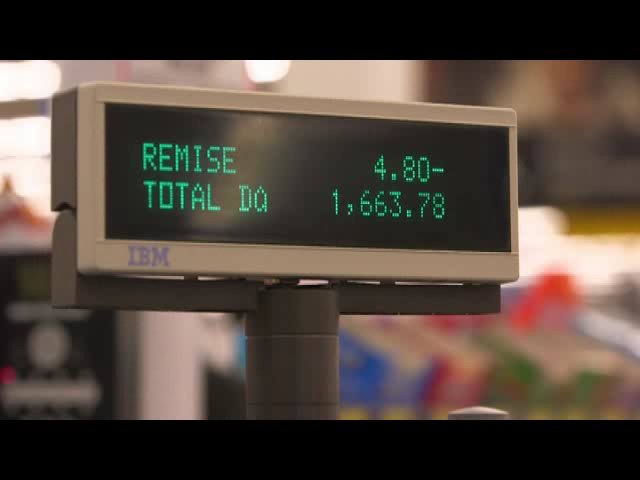 REMISE 4.80-
TOTAL DQ 1,663.78
IBM